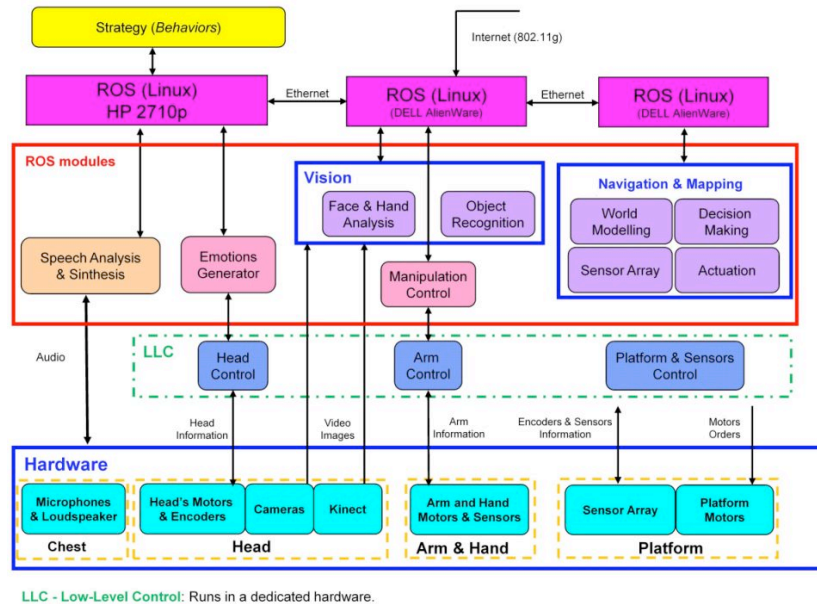 Strategy (Behaviors)
Internet (802.11g)
ROS (Linux)
HP 2710p
Ethernet
ROS (Linux)
(DELL AlienWare)
Ethernet
ROS (Linux)
(DELL AlienWare)
ROS modules
Vision
Face & Hand
Analysis
Object
Recognition
Navigation & Mapping
World
Modelling
Decision
Making
Sensor Array
Actuation
Speech Analysis
& Sinthesis
Emotions
Generator
Manipulation
Control
Audio
LLC
Head
Control
Arm
Control
Platform & Sensors
Control
Head
Information
Video
Images
Arm
Information
Encoders & Sensors
Information
Motors
Orders
Hardware
Microphones
& Loudspeaker
Chest
Head's Motors
& Encoders
Cameras
Kinect
Head
Arm and Hand
Motors & Sensors
Arm & Hand
Sensor Array
Platform
Motors
Platform
LLC - Low-Level Control: Runs in a dedicated hardware.